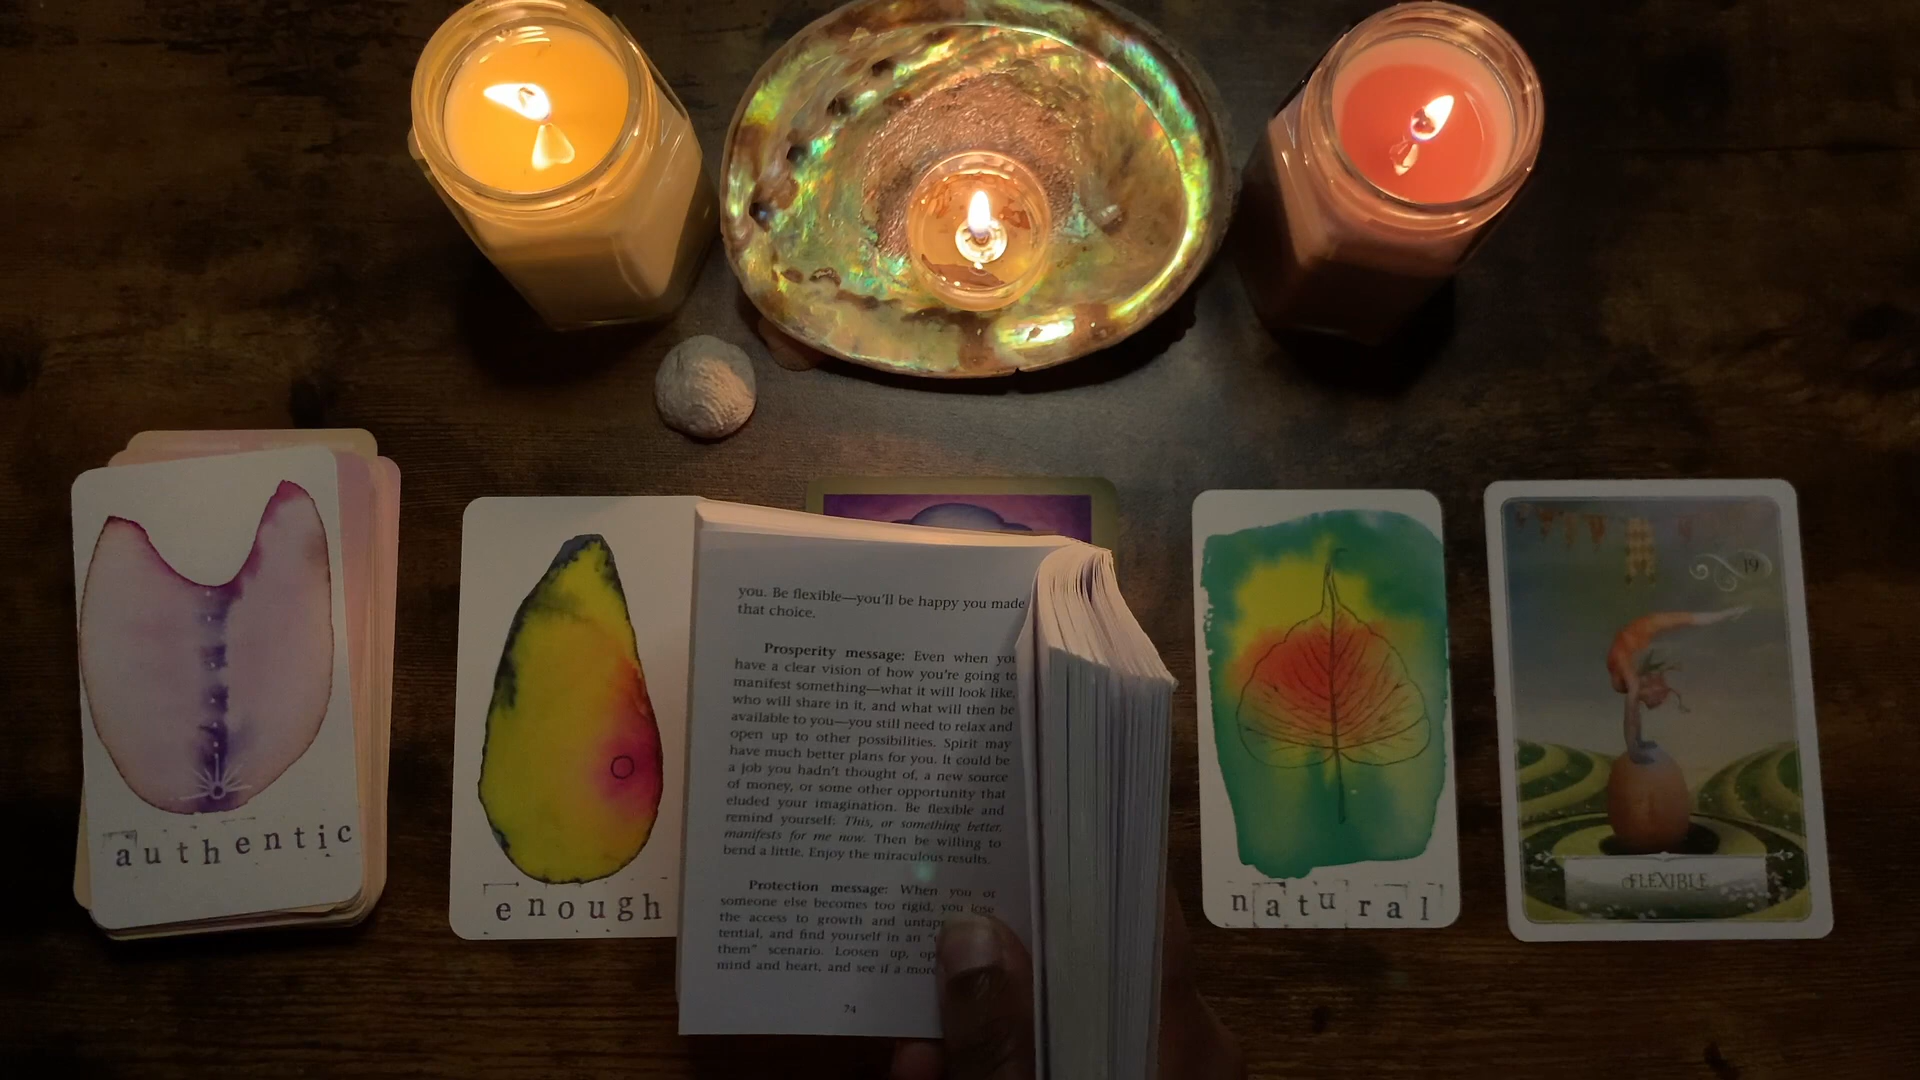 authentic
enough
you. Be flexible—you'll be happy you made
that choice.
Prosperity message: Even when you
have a clear vision of how you're going to
manifest something—what it will look like,
who will share in it, and what will then be
available to you—you still need to relax and
open up to other possibilities. Spirit may
have much better plans for you. It could be
a job you hadn't thought of, a new source
of money, or some other opportunity that
eluded your imagination. Be flexible and
remind yourself: This, or something better,
manifests for me now. Then be willing to
bend a little. Enjoy the miraculous results.
Protection message: When you or
someone else becomes too rigid, you lose
the access to growth and untap
tential, and find yourself in an
them" scenario. Loosen up, op
mind and heart, and see if a more
74
natural
19
FLEXIBLE